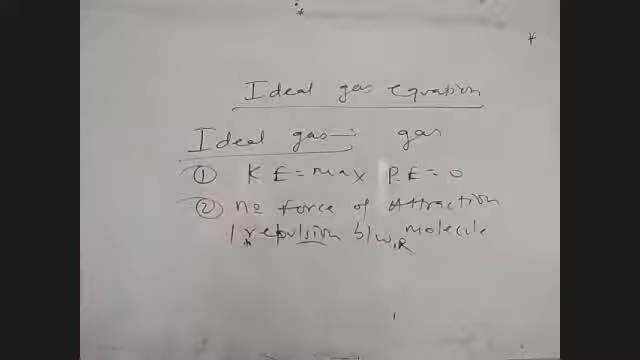 Ideal gas equation
Ideal gas— gas
① K E = max P.E = 0
② no force of attraction
/ repulsion b/w molecule